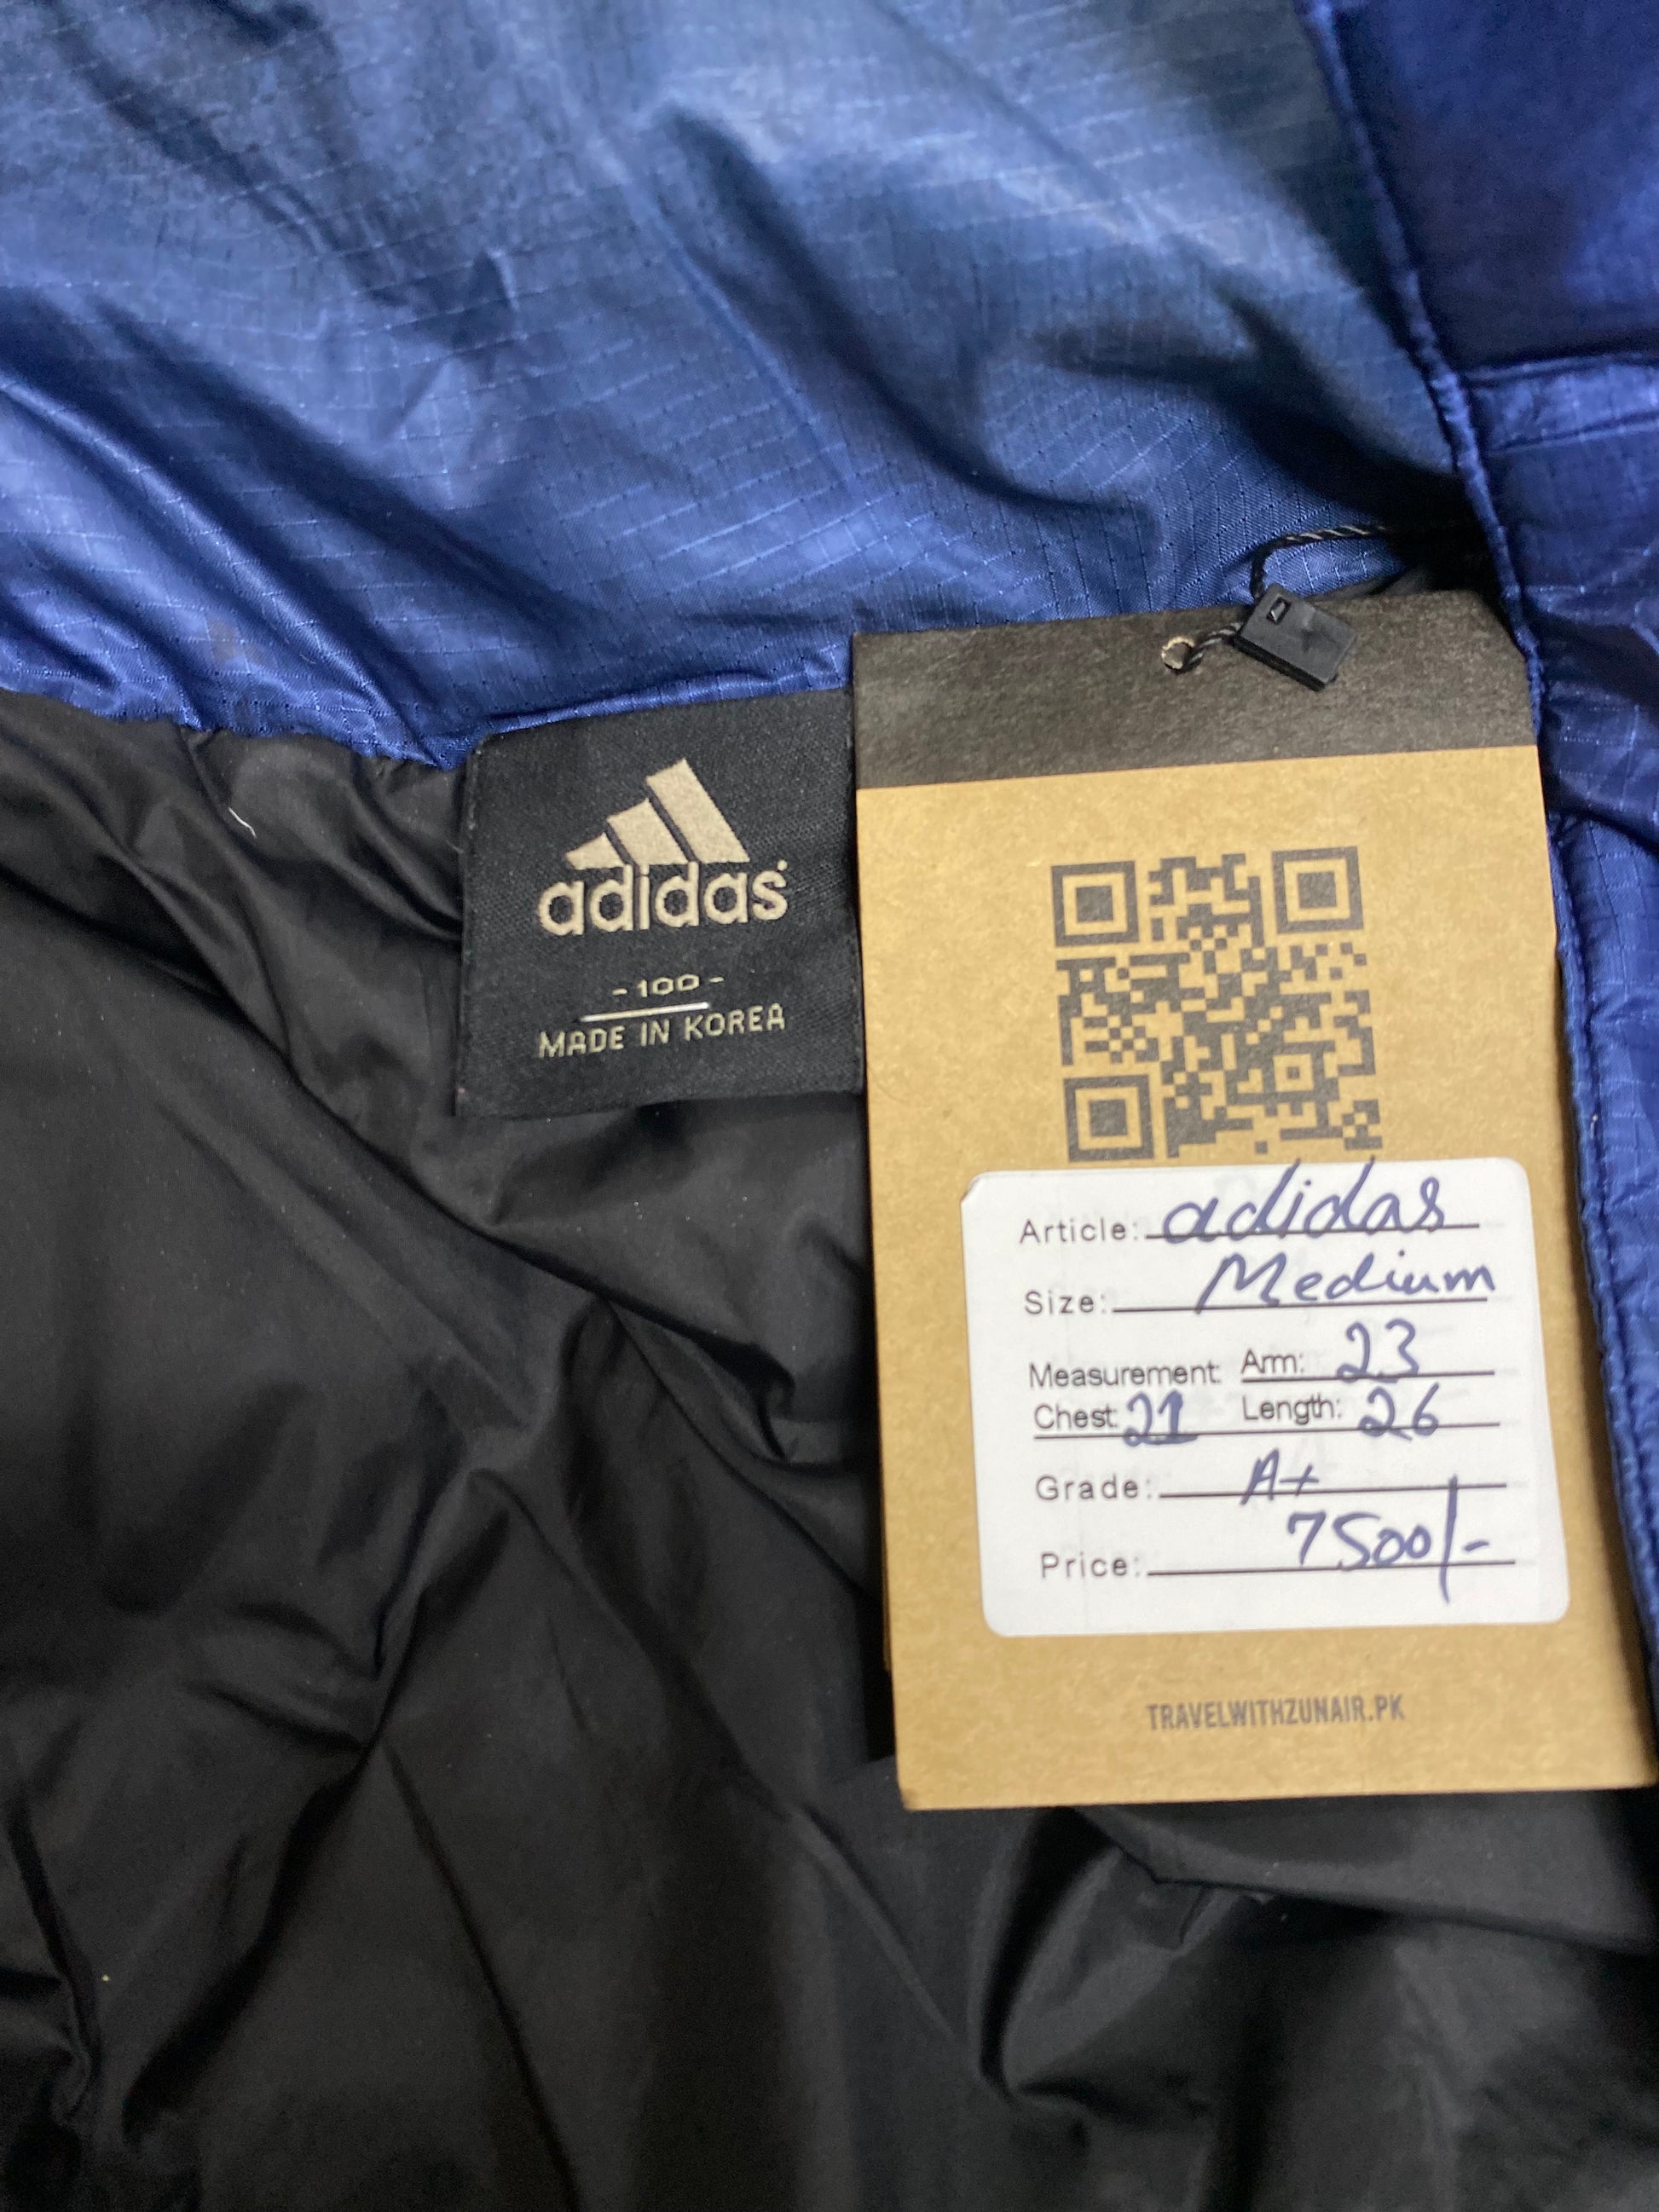 adidas
- 100 -
MADE IN KOREA
Article: adidas
Size: Medium
Measurement: Arm: 23
Chest: 21 Length: 26
Grade: A+
Price: 7500/-
TRAVELWITHZUNAIR.PK